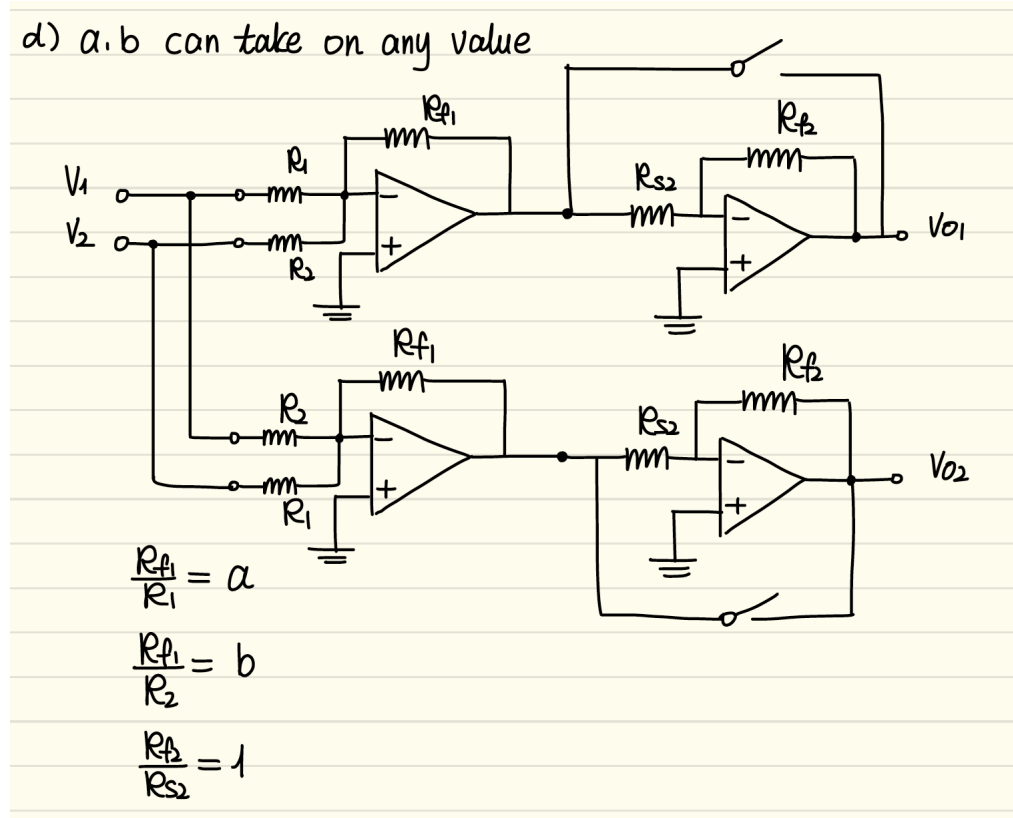 d) a.b can take on any value
Rf1
Rf2
R1
Rs2
V1
V2
R2
Vo1
Rf1
Rf2
R2
Rs2
Vo2
R1
Rf1/R1 = a
Rf1/R2 = b
Rf2/Rs2 = 1